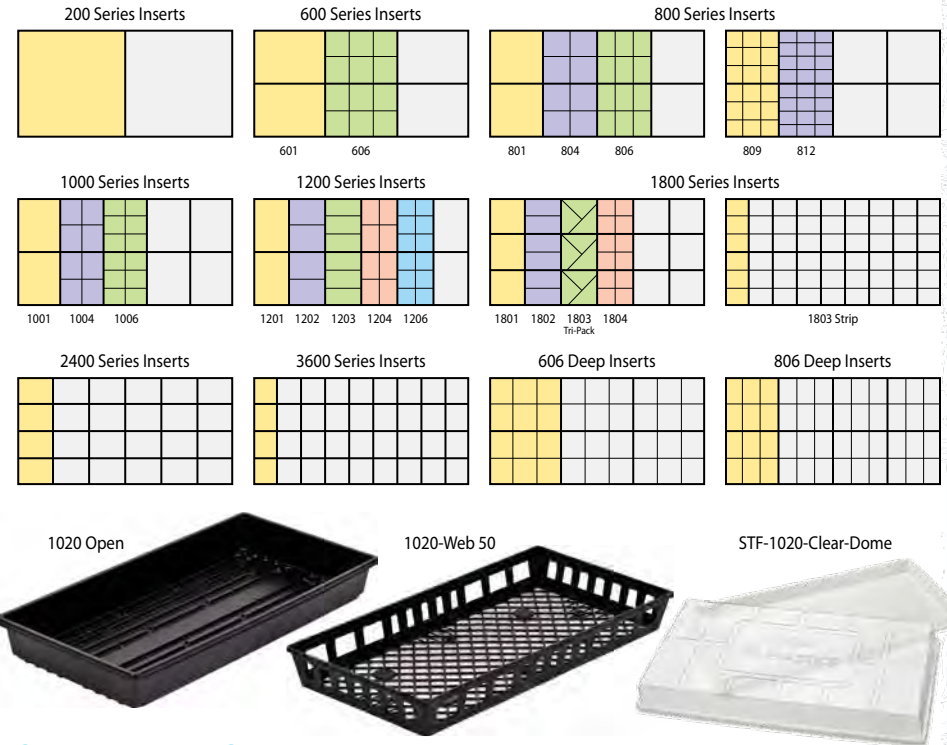 200 Series Inserts
600 Series Inserts
800 Series Inserts
601
606
801
804
806
809
812
1000 Series Inserts
1200 Series Inserts
1800 Series Inserts
1001
1004
1006
1201
1202
1203
1204
1206
1801
1802
1803
Tri-Pack
1804
1803 Strip
2400 Series Inserts
3600 Series Inserts
606 Deep Inserts
806 Deep Inserts
1020 Open
1020-Web 50
STF-1020-Clear-Dome